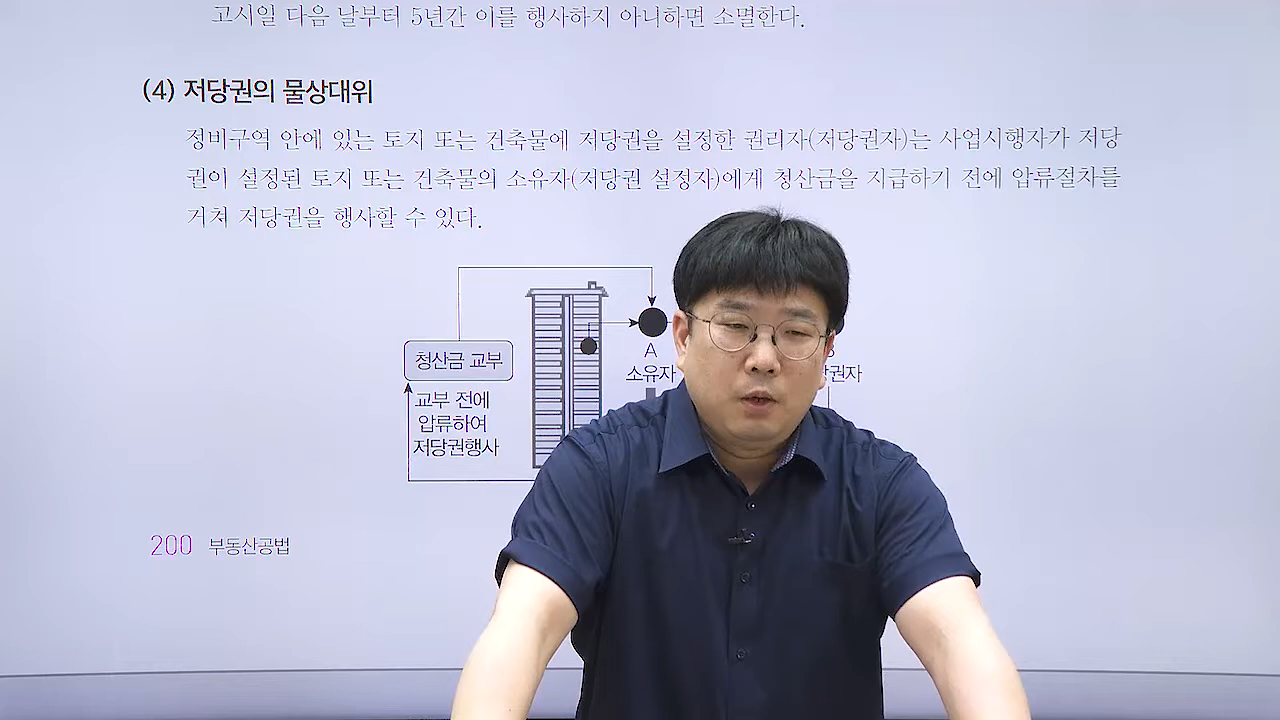 고시일 다음 날부터 5년간 이를 행사하지 아니하면 소멸한다.
(4) 저당권의 물상대위
정비구역 안에 있는 토지 또는 건축물에 저당권을 설정한 권리자(저당권자)는 사업시행자가 저당
권이 설정된 토지 또는 건축물의 소유자(저당권 설정자)에게 청산금을 지급하기 전에 압류절차를
거쳐 저당권을 행사할 수 있다.
청산금 교부
A
소유자
권자
교부 전에
압류하여
저당권행사
200 부동산공법